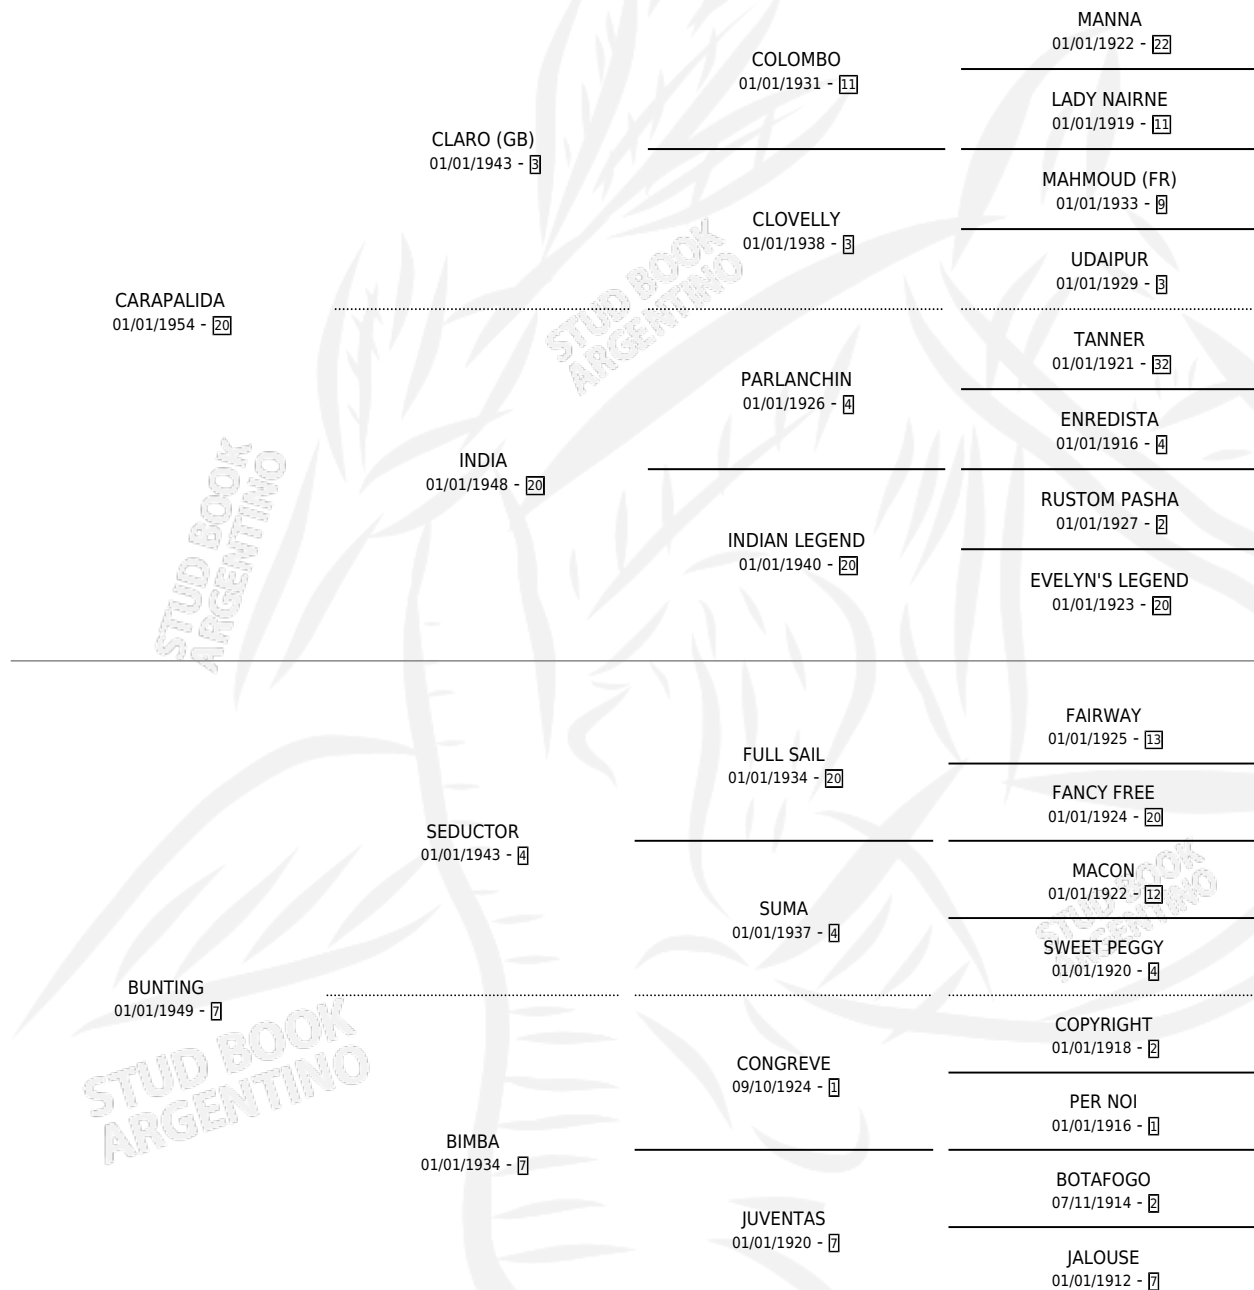 MANNA
01/01/1922 - 22
COLOMBO
01/01/1931 - 11
LADY NAIRNE
01/01/1919 - 11
CLARO (GB)
01/01/1943 - 3
MAHMOUD (FR)
01/01/1933 - 9
CLOVELLY
01/01/1938 - 3
UDAIPUR
01/01/1929 - 3
CARAPALIDA
01/01/1954 - 20
STUD BOOK
ARGENTINO
TANNER
01/01/1921 - 32
PARLANCHIN
01/01/1926 - 4
ENREDISTA
01/01/1916 - 4
INDIA
01/01/1948 - 20
RUSTOM PASHA
01/01/1927 - 2
INDIAN LEGEND
01/01/1940 - 20
EVELYN'S LEGEND
01/01/1923 - 20
STUD BOOK
ARGENTINO
FAIRWAY
01/01/1925 - 13
FULL SAIL
01/01/1934 - 20
FANCY FREE
01/01/1924 - 20
SEDUCTOR
01/01/1943 - 4
MACON
01/01/1922 - 12
SUMA
01/01/1937 - 4
SWEET PEGGY
01/01/1920 - 4
STUD BOOK
ARGENTINO
BUNTING
01/01/1949 - 7
STUD BOOK
ARGENTINO
COPYRIGHT
01/01/1918 - 2
CONGREVE
09/10/1924 - 1
PER NOI
01/01/1916 - 1
BIMBA
01/01/1934 - 7
BOTAFOGO
07/11/1914 - 2
JUVENTAS
01/01/1920 - 7
JALOUSE
01/01/1912 - 7